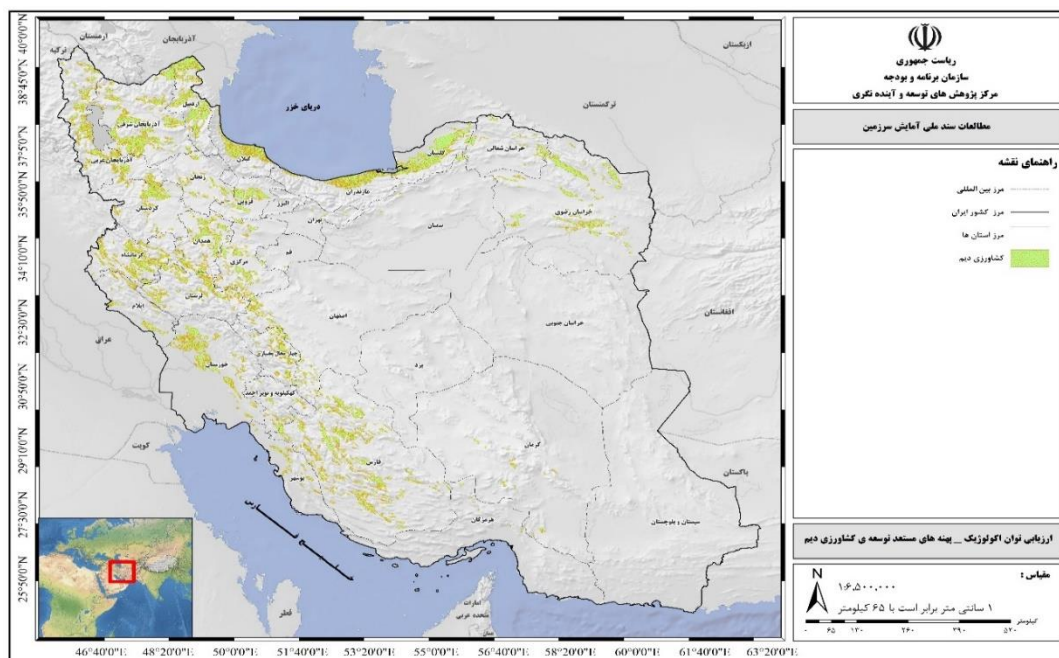 ریاست جمهوری
سازمان برنامه و بودجه
مرکز پژوهش های توسعه و آینده نگری
مطالعات سند ملی آمایش سرزمین
راهنمای نقشه
مرز بین المللی
مرز کشور ایران
مرز استان ها
کشاورزی دیم
ارزیابی توان اکولوژیک _ پهنه های مستعد توسعه ی کشاورزی دیم
مقیاس :
N
۱:۶,۵۰۰,۰۰۰
۱ سانتی متر برابر است با ۶۵ کیلومتر
کیلومتر
۰ ۶۵ ۱۳۰ ۲۶۰ ۳۹۰ ۵۲۰
ارمنستان
آذربایجان
ترکیه
ازبکستان
ترکمنستان
دریای خزر
اردبیل
آذربایجان شرقی
آذربایجان غربی
گیلان
زنجان
مازندران
گلستان
خراسان شمالی
کردستان
قزوین
البرز
تهران
سمنان
خراسان رضوی
همدان
قم
مرکزی
کرمانشاه
لرستان
ایلام
اصفهان
خراسان جنوبی
افغانستان
عراق
چهار محال بختیاری
خوزستان
یزد
کهکیلویه و بویر احمد
کویت
فارس
کرمان
بوشهر
پاکستان
هرمزگان
سیستان و بلوچستان
خلیج فارس
قطر
امارات
متحده عربی
40°0'0"N
38°45'0"N
37°5'0"N
35°50'0"N
34°10'0"N
32°30'0"N
30°50'0"N
29°10'0"N
27°30'0"N
25°50'0"N
46°40'0"E 48°20'0"E 50°0'0"E 51°40'0"E 53°20'0"E 55°0'0"E 56°40'0"E 58°20'0"E 60°0'0"E 61°40'0"E 63°20'0"E